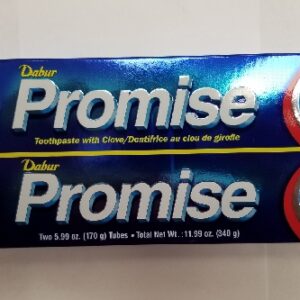 Dabur
Promise
Toothpaste with Clove/Dentifrice au clou de girofle
Dabur
Promise
Two 5.99 oz. (170 g) Tubes • Total Net Wt. :11.99 oz. (340 g)